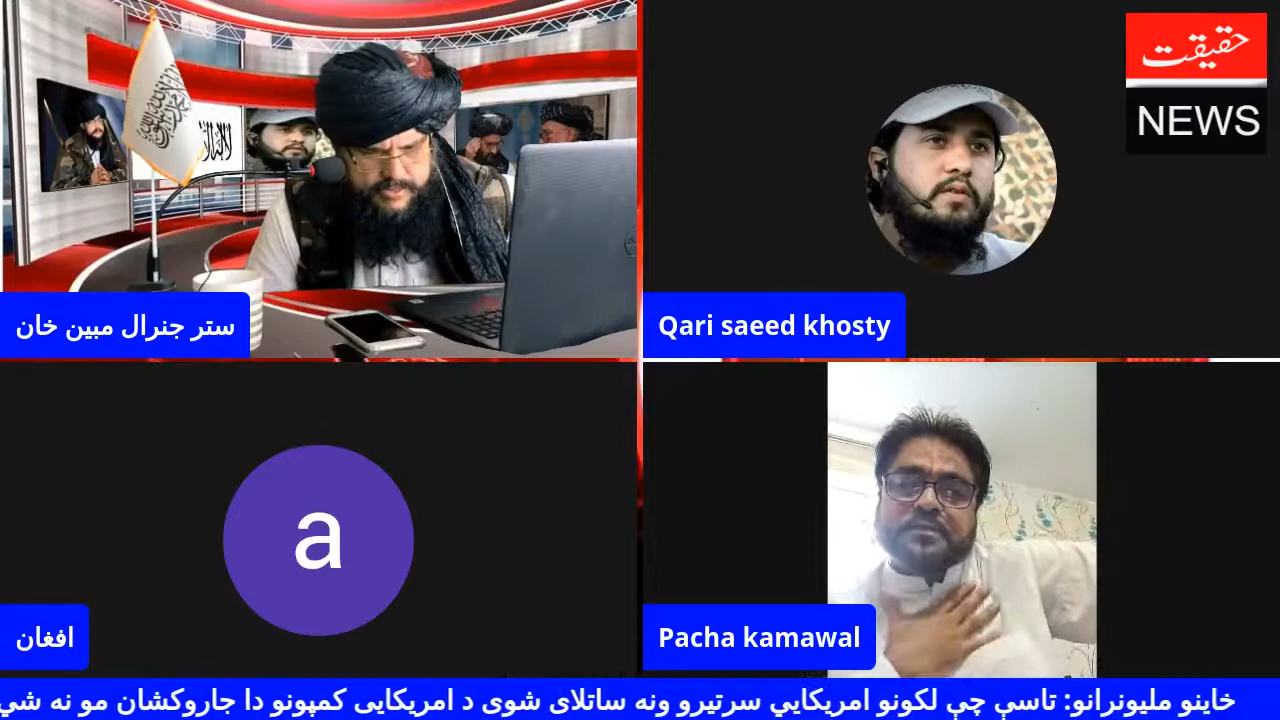 حقیقت
NEWS
ستر جنرال مبین خان
Qari saeed khosty
a
افغان
Pacha kamawal
خاینو ملیونرانو: تاسې چې لکونو امریکایي سرتیرو ونه ساتلای شوی د امریکایی کمپونو دا جاروکشان مو نه شي